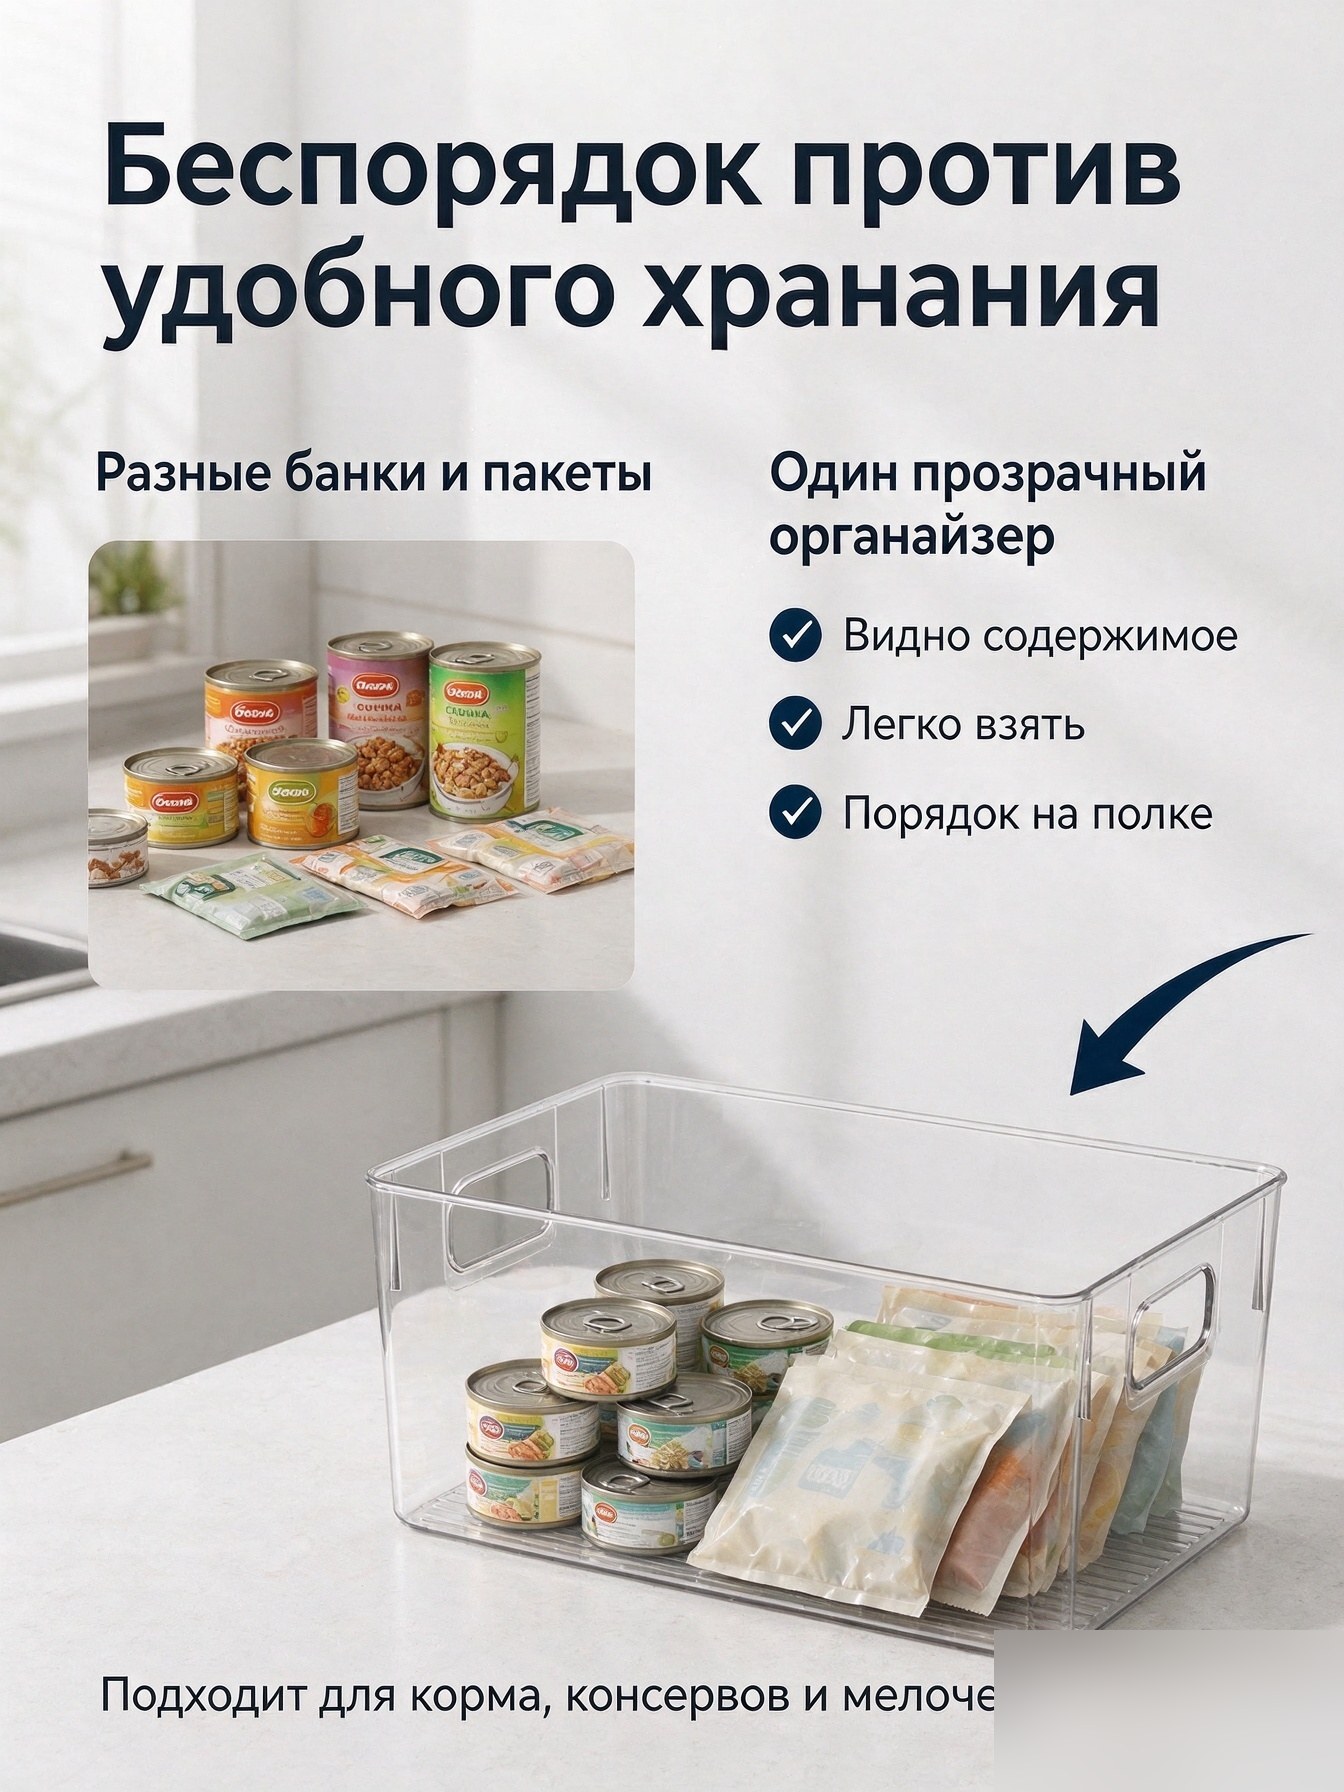 Беспорядок против
удобного хранания
Разные банки и пакеты
Один прозрачный
органайзер
Видно содержимое
Легко взять
Порядок на полке
Подходит для корма, консервов и мелоче